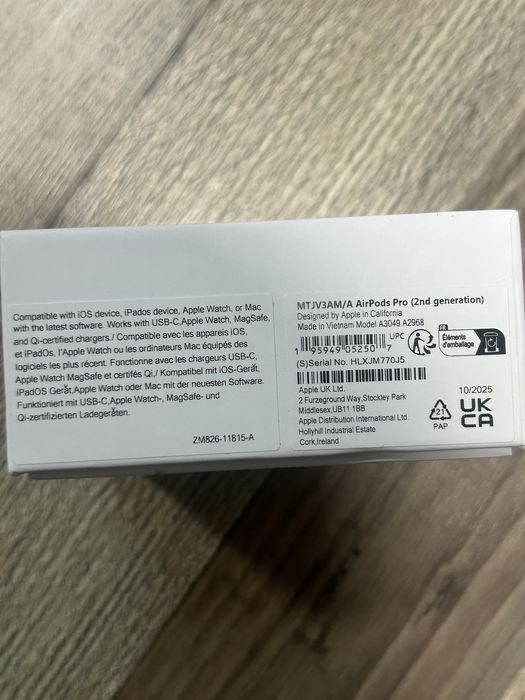 Compatible with iOS device, iPados device, Apple Watch, or Mac
with the latest software. Works with USB-C,Apple Watch, MagSafe,
and Qi-certified chargers./ Compatible avec les appareils iOS,
et iPadOs, l'Apple Watch ou les ordinateurs Mac équipés des
logiciels les plus récent. Fonctionne avec les chargeurs USB-C,
Apple Watch MagSafe et certifés Qi./ Kompatibel mit iOS-Gerät,
iPadOS Gerät,Apple Watch oder Mac mit der neuesten Software.
Funktioniert mit USB-C,Apple Watch-, MagSafe- und
Qi-zertifizierten Ladegeräten.
ZM826-11815-A
MTJV3AM/A AirPods Pro (2nd generation)
Designed by Apple in California
Made in Vietnam Model A3049 A2968
1 95949 05250 7 UPC
FR
Éléments
d'emballage
(S)Serial No. HLXJM770J5
Apple UK Ltd.
2 Furzeground Way,Stockley Park
Middlesex,UB11 1BB
Apple Distribution International Ltd.
Hollyhill Industrial Estate
Cork,Ireland
10/2025
21
PAP
UK
CA